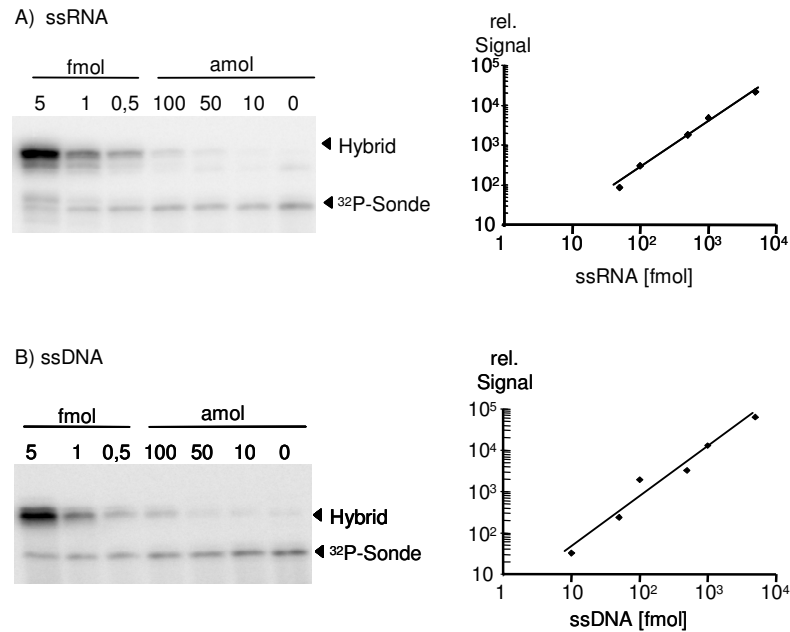 A) ssRNA
fmol amol
5 1 0,5 100 50 10 0
Hybrid
³²P-Sonde
rel.
Signal
10⁵
10⁴
10³
10²
10
1 10 10² 10³ 10⁴
ssRNA [fmol]
B) ssDNA
fmol amol
5 1 0,5 100 50 10 0
Hybrid
³²P-Sonde
rel.
Signal
10⁵
10⁴
10³
10²
10
1 10 10² 10³ 10⁴
ssDNA [fmol]